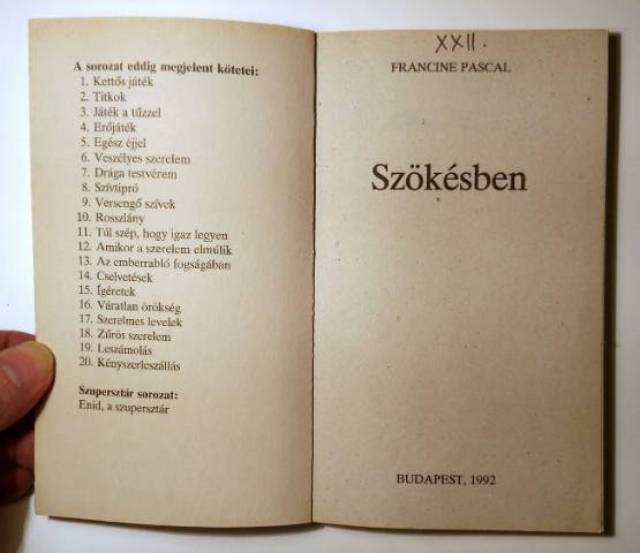 A sorozat eddig megjelent kötetei:
1. Kettős játék
2. Titkok
3. Játék a tűzzel
4. Erőjáték
5. Egész éjjel
6. Veszélyes szerelem
7. Drága testvérem
8. Szívtipró
9. Versengő szívek
10. Rosszlány
11. Túl szép, hogy igaz legyen
12. Amikor a szerelem elmúlik
13. Az emberrabló fogságában
14. Cselvetések
15. Ígéretek
16. Váratlan örökség
17. Szerelmes levelek
18. Zűrös szerelem
19. Leszámolás
20. Kényszerleszállás
Szupersztár sorozat:
Enid, a szupersztár
XXII.
FRANCINE PASCAL
Szökésben
BUDAPEST, 1992